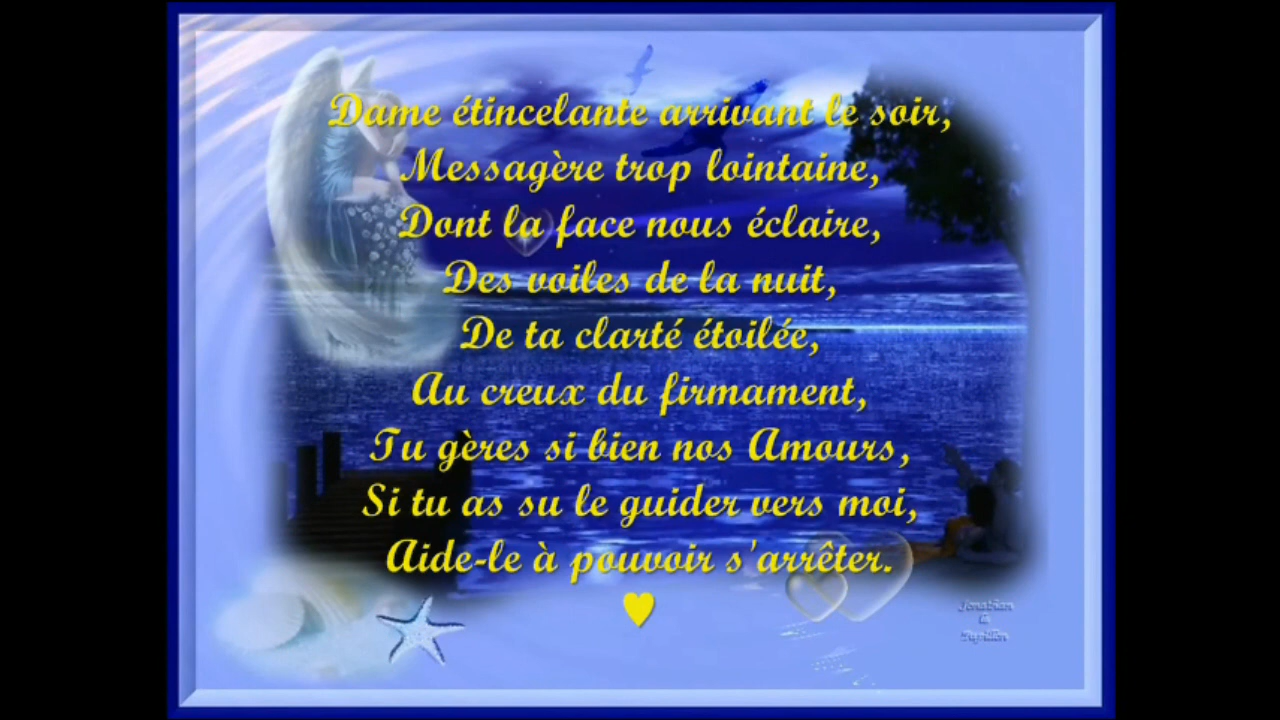 Dame étincelante arrivant le soir,
Messagère trop lointaine,
Dont la face nous éclaire,
Des voiles de la nuit,
De ta clarté étoilée,
Au creux du firmament,
Tu gères si bien nos Amours,
Si tu as su le guider vers moi,
Aide-le à pouvoir s'arrêter.
Jonathan
&
Papillon